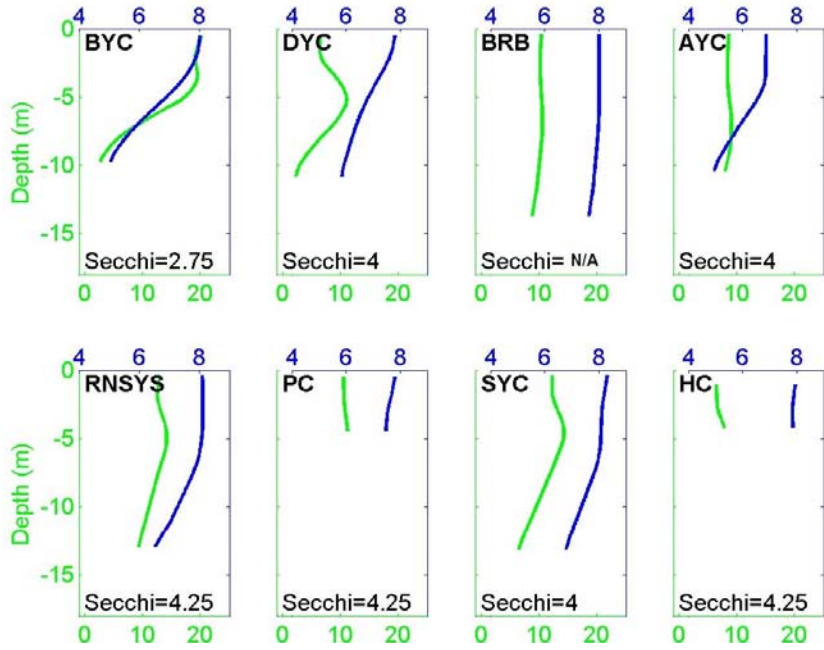 4 6 8 4 6 8 4 6 8 4 6 8
0 BYC DYC BRB AYC
-5
Depth (m)
-10
-15
Secchi=2.75 Secchi=4 Secchi= N/A Secchi=4
0 10 20 0 10 20 0 10 20 0 10 20
4 6 8 4 6 8 4 6 8 4 6 8
0 RNSYS PC SYC HC
-5
Depth (m)
-10
-15
Secchi=4.25 Secchi=4.25 Secchi=4 Secchi=4.25
0 10 20 0 10 20 0 10 20 0 10 20